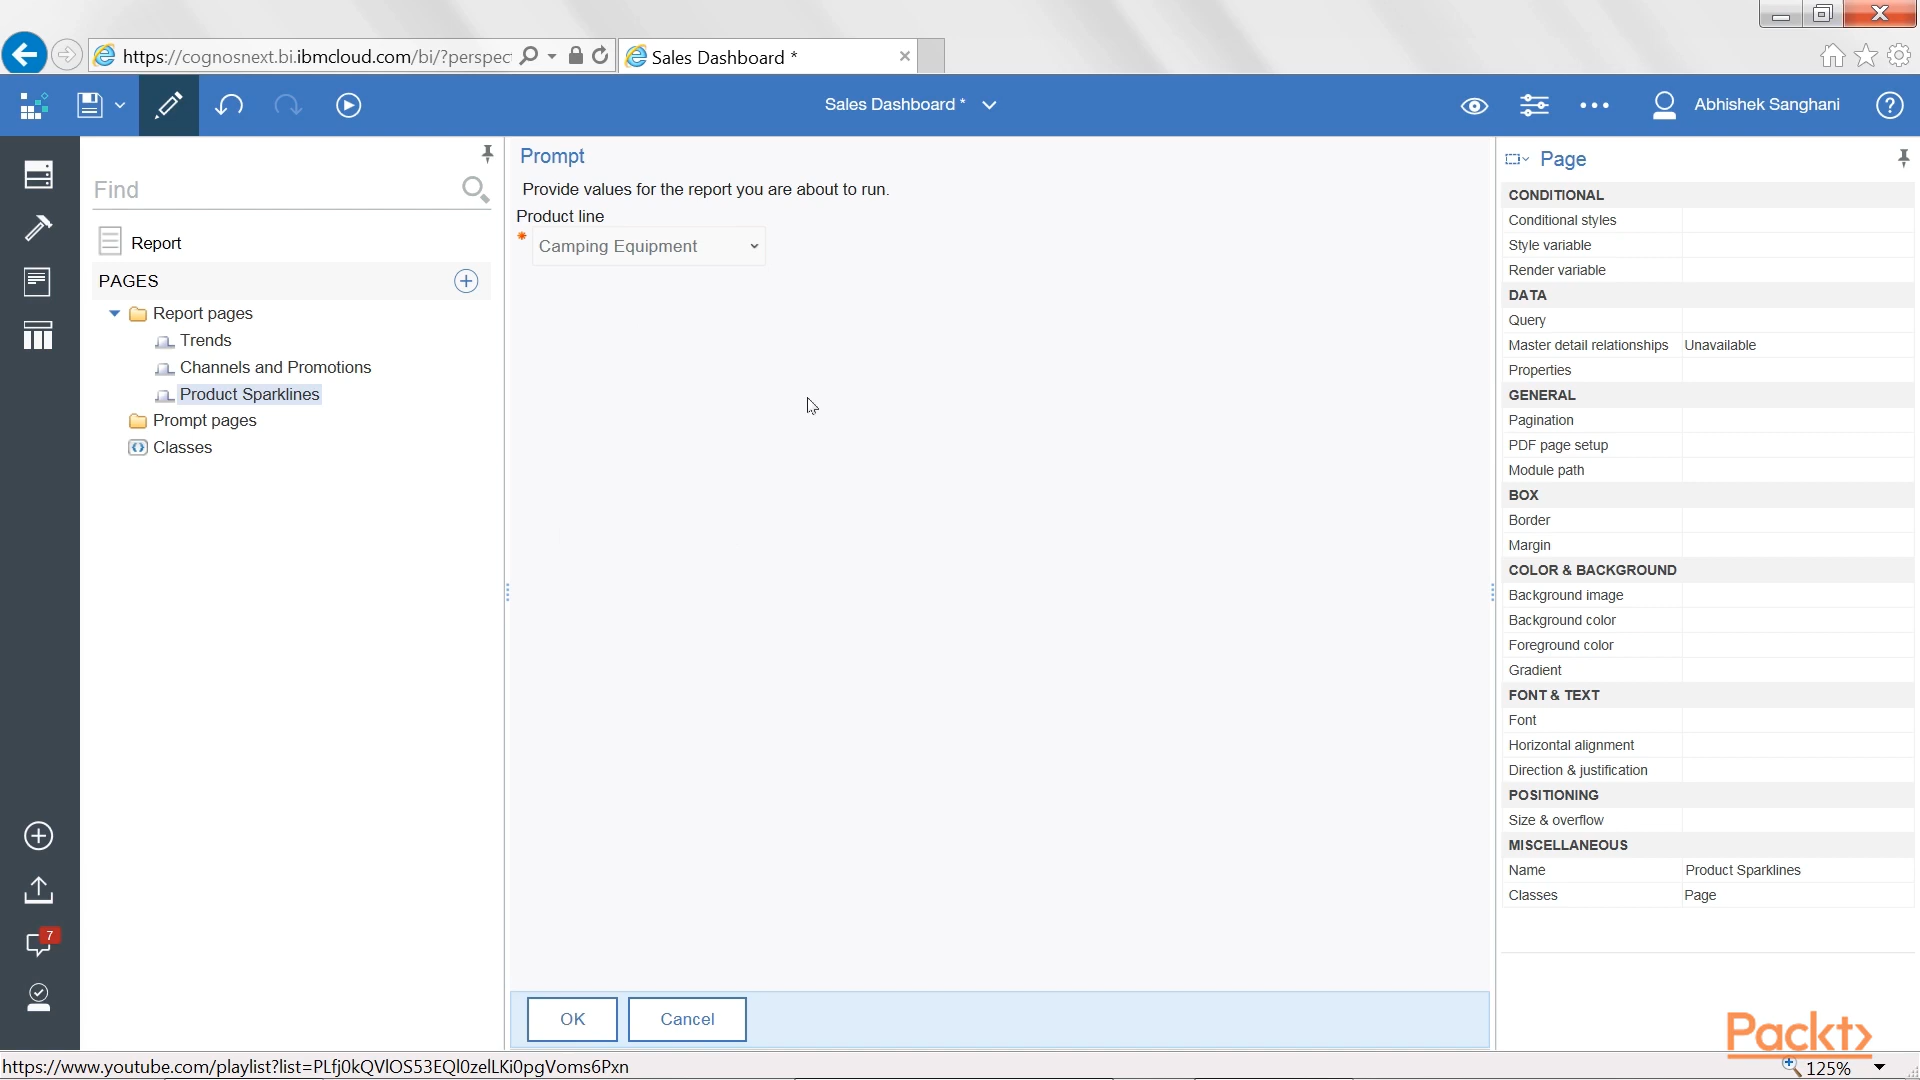 https://cognosnext.bi.ibmcloud.com/bi/?perspec
Sales Dashboard *
Sales Dashboard *
Abhishek Sanghani
Find
Report
PAGES
Report pages
Trends
Channels and Promotions
Product Sparklines
Prompt pages
Classes
7
Prompt
Provide values for the report you are about to run.
Product line
* Camping Equipment
OK Cancel
Page
CONDITIONAL
Conditional styles
Style variable
Render variable
DATA
Query
Master detail relationships Unavailable
Properties
GENERAL
Pagination
PDF page setup
Module path
BOX
Border
Margin
COLOR & BACKGROUND
Background image
Background color
Foreground color
Gradient
FONT & TEXT
Font
Horizontal alignment
Direction & justification
POSITIONING
Size & overflow
MISCELLANEOUS
Name Product Sparklines
Classes Page
Packt>
https://www.youtube.com/playlist?list=PLfj0kQVlOS53EQl0zelLKi0pgVoms6Pxn
125%